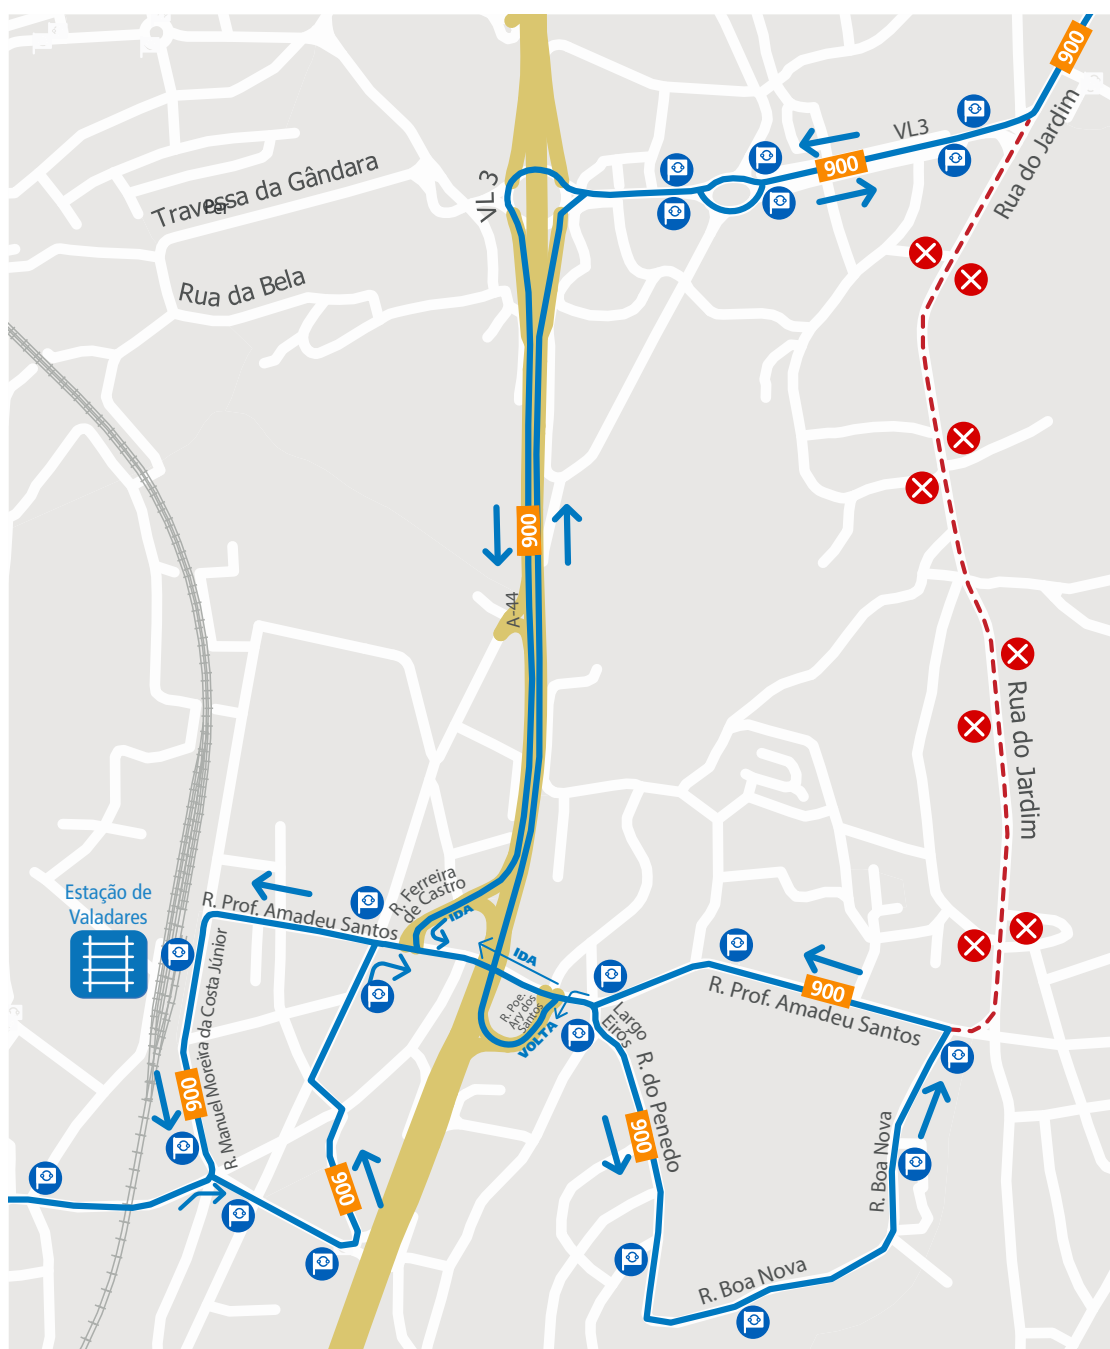 900
Rua do Jardim
VL3
900
Travessa da Gândara
VL 3
Rua da Bela
900
A-44
Rua do Jardim
Estação de
Valadares
R. Ferreira
de Castro
IDA
R. Prof. Amadeu Santos
IDA
R. Poe.
Ary dos
Santos
VOLTA
Largo
Eirós
R. Prof. Amadeu Santos
900
R. Manuel Moreira da Costa Júnior
900
R. do Penedo
900
900
R. Boa Nova
R. Boa Nova